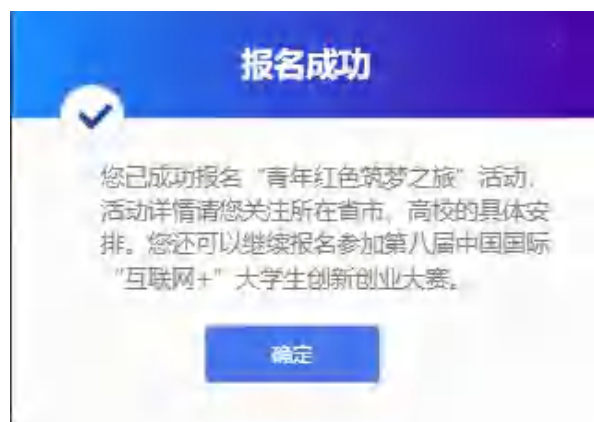 报名成功
您已成功报名“青年红色筑梦之旅”活动，
活动详情请您关注所在省市、高校的具体安
排。您还可以继续报名参加第八届中国国际
“互联网+”大学生创新创业大赛。
确定